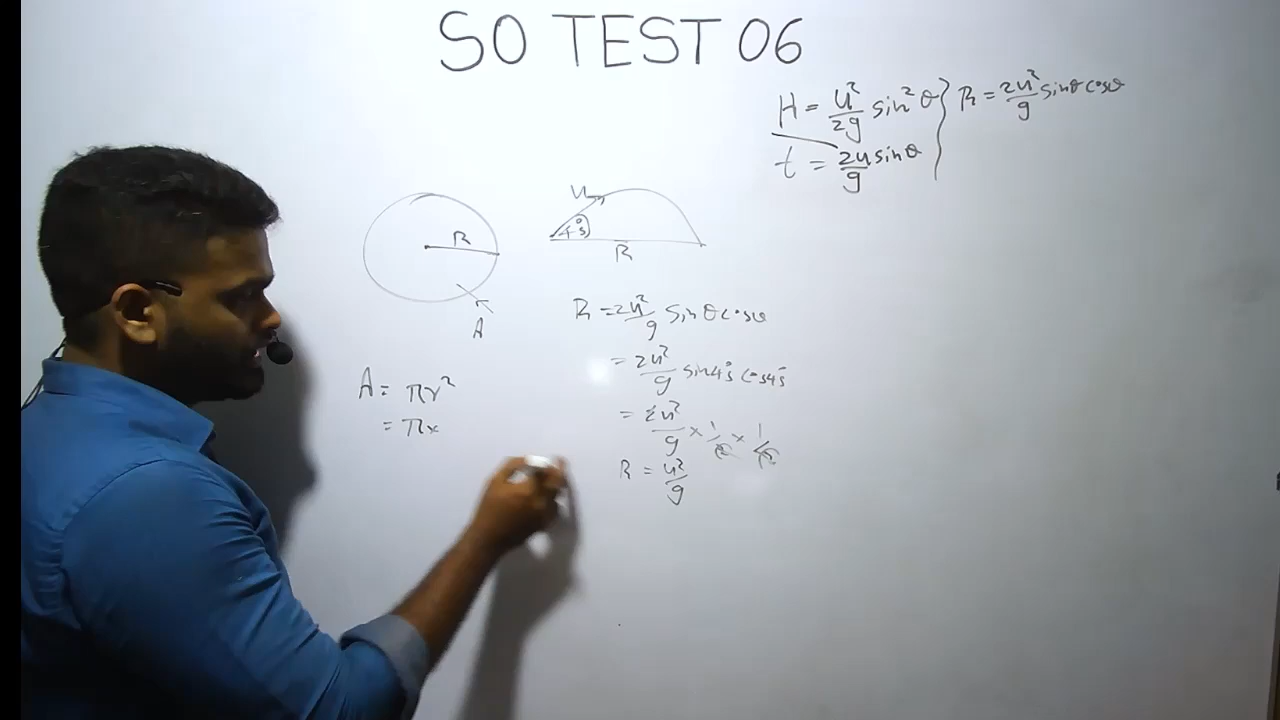 SO TEST 06
H = u²/2g sin²θ } R = 2u²/g sinθ cosθ
t = 2u sinθ/g
R
A
u
45°
R
R = 2u²/g sinθ cosθ
= 2u²/g sin45° cos45°
= 2u²/g × 1/√2 × 1/√2
R = u²/g
A = πr²
= π×